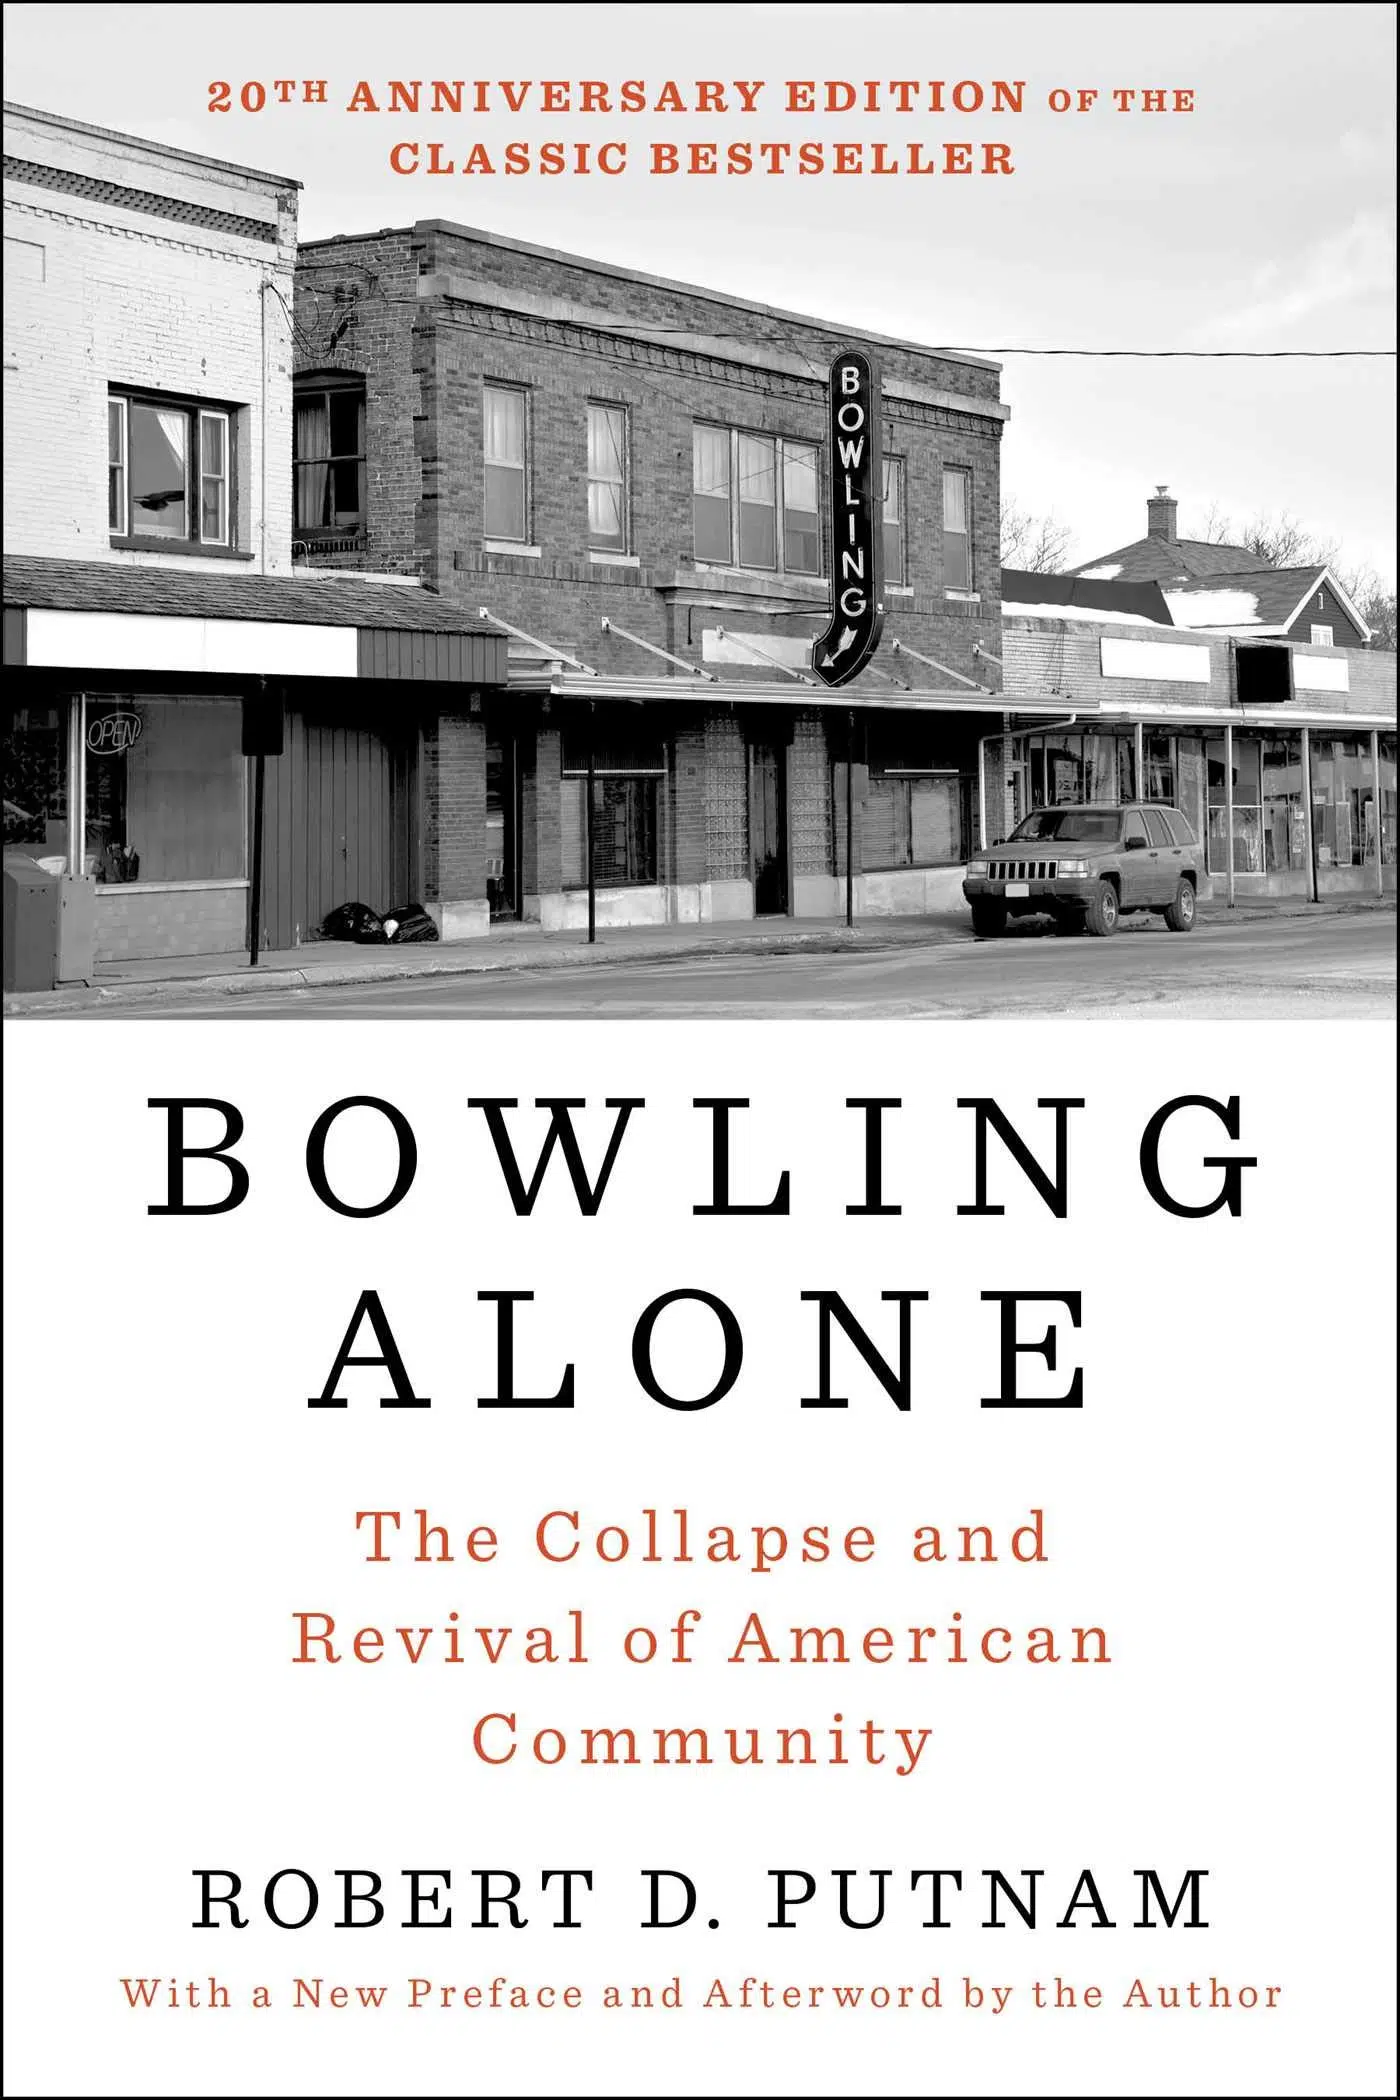 20TH ANNIVERSARY EDITION OF THE
CLASSIC BESTSELLER
BOWLING
OPEN
BOWLING
ALONE
The Collapse and
Revival of American
Community
ROBERT D. PUTNAM
With a New Preface and Afterword by the Author